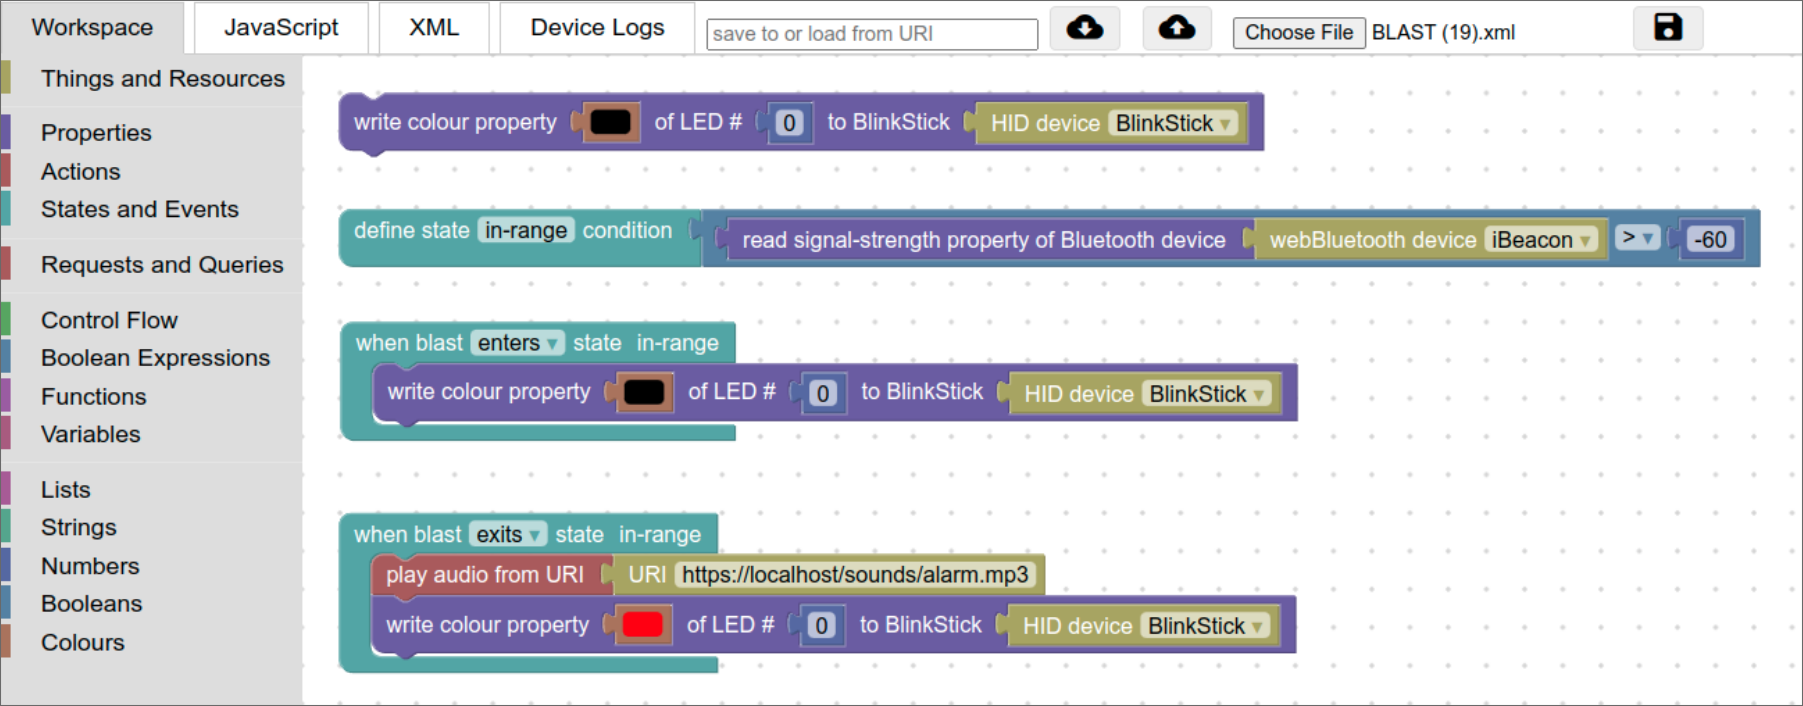 Workspace JavaScript XML Device Logs save to or load from URI Choose File BLAST (19).xml
Things and Resources
Properties
Actions
States and Events
Requests and Queries
Control Flow
Boolean Expressions
Functions
Variables
Lists
Strings
Numbers
Booleans
Colours
write colour property of LED # 0 to BlinkStick HID device BlinkStick
define state in-range condition read signal-strength property of Bluetooth device webBluetooth device iBeacon > -60
when blast enters state in-range
write colour property of LED # 0 to BlinkStick HID device BlinkStick
when blast exits state in-range
play audio from URI URI https://localhost/sounds/alarm.mp3
write colour property of LED # 0 to BlinkStick HID device BlinkStick